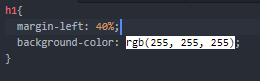 h1{
margin-left: 40%;
background-color: rgb(255, 255, 255);
}